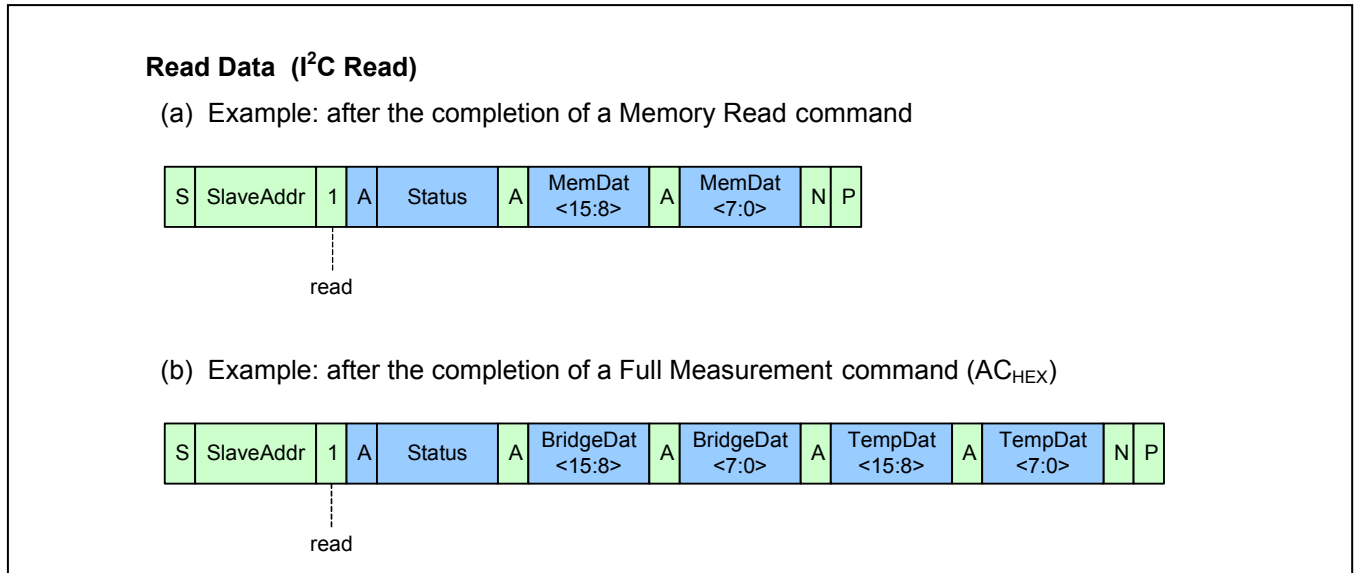 Read Data (I²C Read)
(a) Example: after the completion of a Memory Read command
S SlaveAddr 1 A Status A MemDat <15:8> A MemDat <7:0> N P
read
(b) Example: after the completion of a Full Measurement command (AC_HEX)
S SlaveAddr 1 A Status A BridgeDat <15:8> A BridgeDat <7:0> A TempDat <15:8> A TempDat <7:0> N P
read